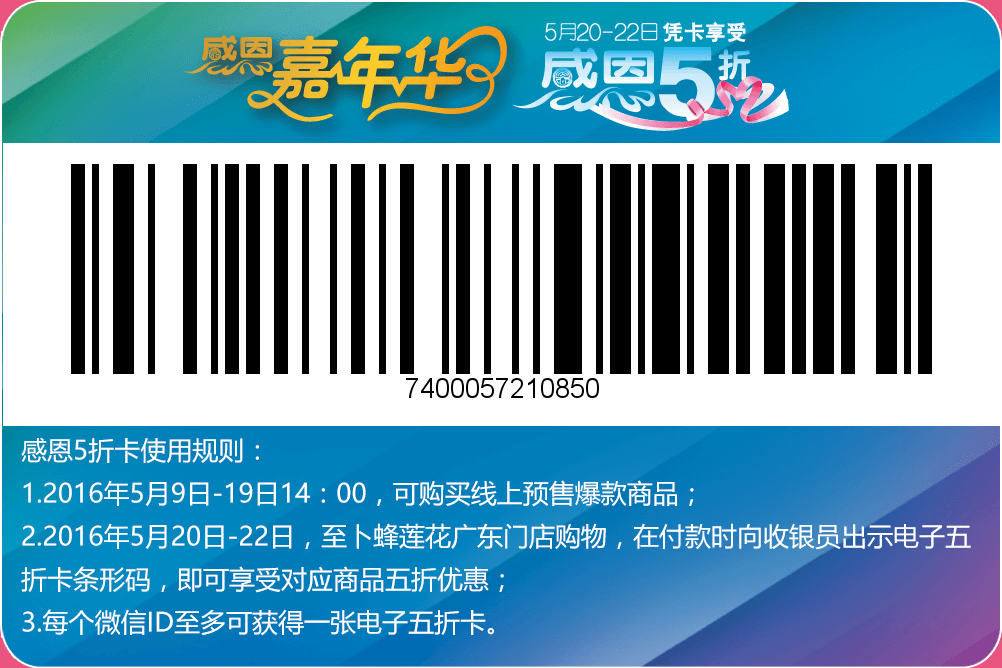 感恩嘉年华
5月20-22日 凭卡享受
感恩5折
7400057210850
感恩5折卡使用规则：
1.2016年5月9日-19日14：00，可购买线上预售爆款商品；
2.2016年5月20日-22日，至卜蜂莲花广东门店购物，在付款时向收银员出示电子五
折卡条形码，即可享受对应商品五折优惠；
3.每个微信ID至多可获得一张电子五折卡。